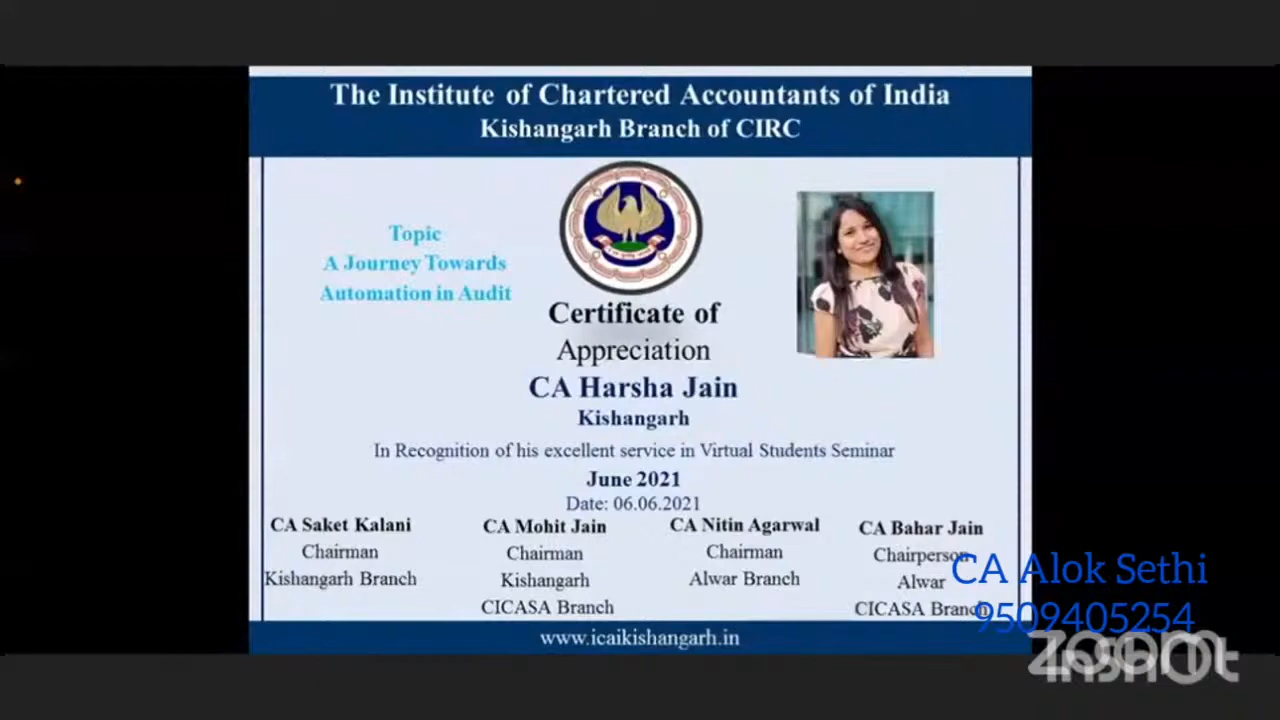 The Institute of Chartered Accountants of India
Kishangarh Branch of CIRC
Topic
A Journey Towards
Automation in Audit
Certificate of
Appreciation
CA Harsha Jain
Kishangarh
In Recognition of his excellent service in Virtual Students Seminar
June 2021
Date: 06.06.2021
CA Saket Kalani
Chairman
Kishangarh Branch
CA Mohit Jain
Chairman
Kishangarh
CICASA Branch
CA Nitin Agarwal
Chairman
Alwar Branch
CA Bahar Jain
Chairperson
Alwar
CICASA Branch
CA Alok Sethi
9509405254
www.icaikishangarh.in
zoom
InShOt